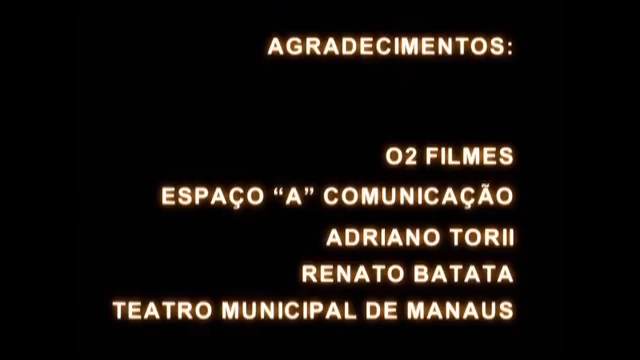 AGRADECIMENTOS:
O2 FILMES
ESPAÇO “A” COMUNICAÇÃO
ADRIANO TORII
RENATO BATATA
TEATRO MUNICIPAL DE MANAUS